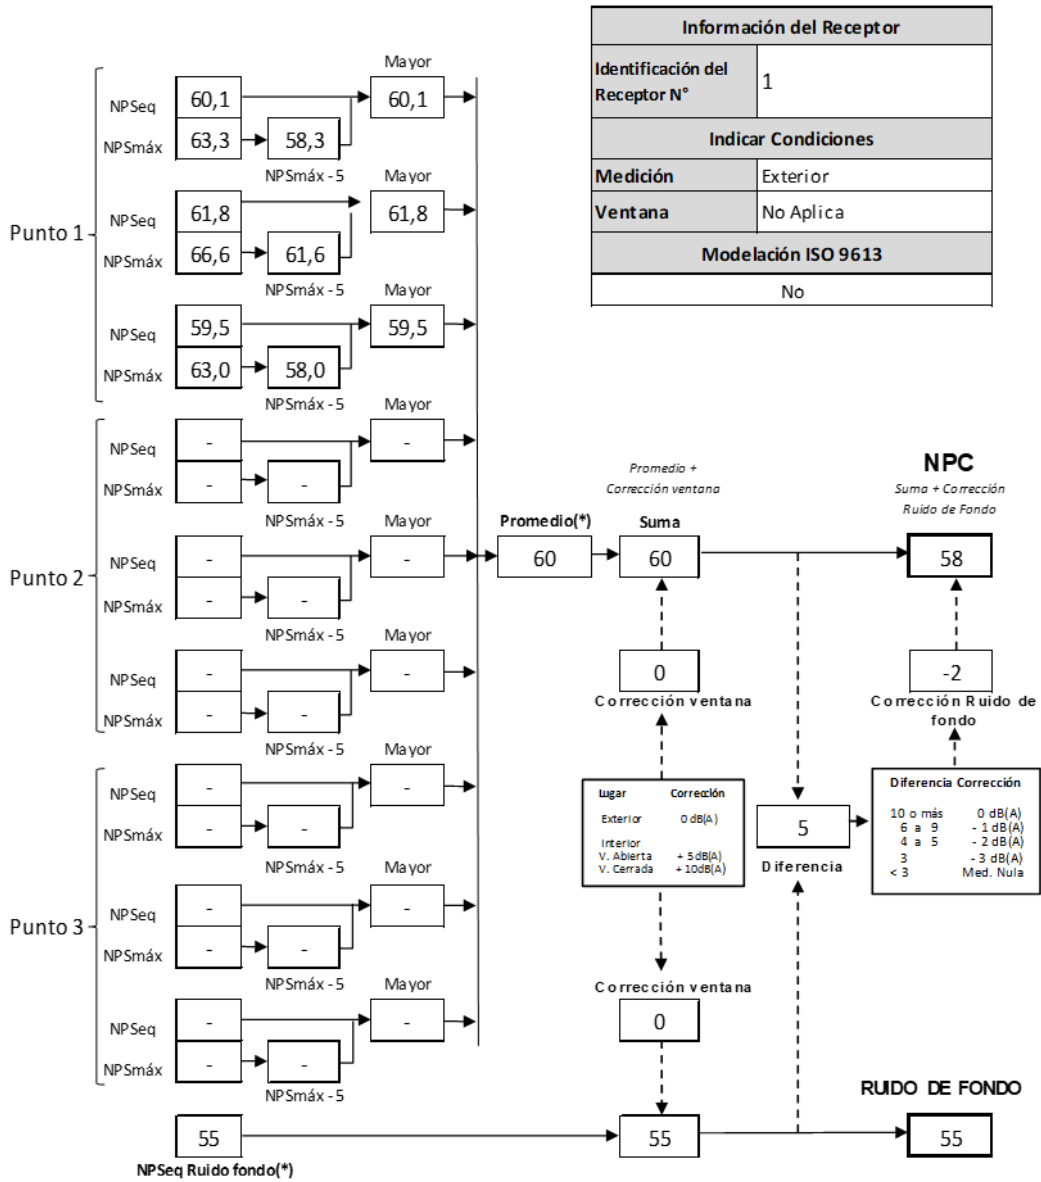 Información del Receptor
Identificación del
Receptor N°
1
Indicar Condiciones
Medición
Exterior
Ventana
No Aplica
Modelación ISO 9613
No
Punto 1
Mayor
NPSeq
60,1
60,1
NPSmáx
63,3
58,3
NPSmáx - 5
Mayor
NPSeq
61,8
61,8
NPSmáx
66,6
61,6
NPSmáx - 5
Mayor
NPSeq
59,5
59,5
NPSmáx
63,0
58,0
NPSmáx - 5
Mayor
Punto 2
NPSeq
-
-
NPSmáx
-
-
NPSmáx - 5
Mayor
NPSeq
-
-
NPSmáx
-
-
NPSmáx - 5
Mayor
NPSeq
-
-
NPSmáx
-
-
NPSmáx - 5
Mayor
Punto 3
NPSeq
-
-
NPSmáx
-
-
NPSmáx - 5
Mayor
NPSeq
-
-
NPSmáx
-
-
NPSmáx - 5
Mayor
NPSeq
-
-
NPSmáx
-
-
NPSmáx - 5
Promedio(*)
60
Promedio +
Corrección ventana
Suma
60
NPC
Suma + Corrección
Ruido de Fondo
58
0
Corrección ventana
-2
Corrección Ruido de
fondo
Lugar Corrección
Exterior 0 dB(A)
Interior
V. Abierta + 5dB(A)
V. Cerrada + 10dB(A)
5
Diferencia
Diferencia Corrección
10 o más 0 dB(A)
6 a 9 - 1 dB(A)
4 a 5 - 2 dB(A)
3 - 3 dB(A)
< 3 Med. Nula
Corrección ventana
0
RUIDO DE FONDO
55
55
55
NPSeq Ruido fondo(*)